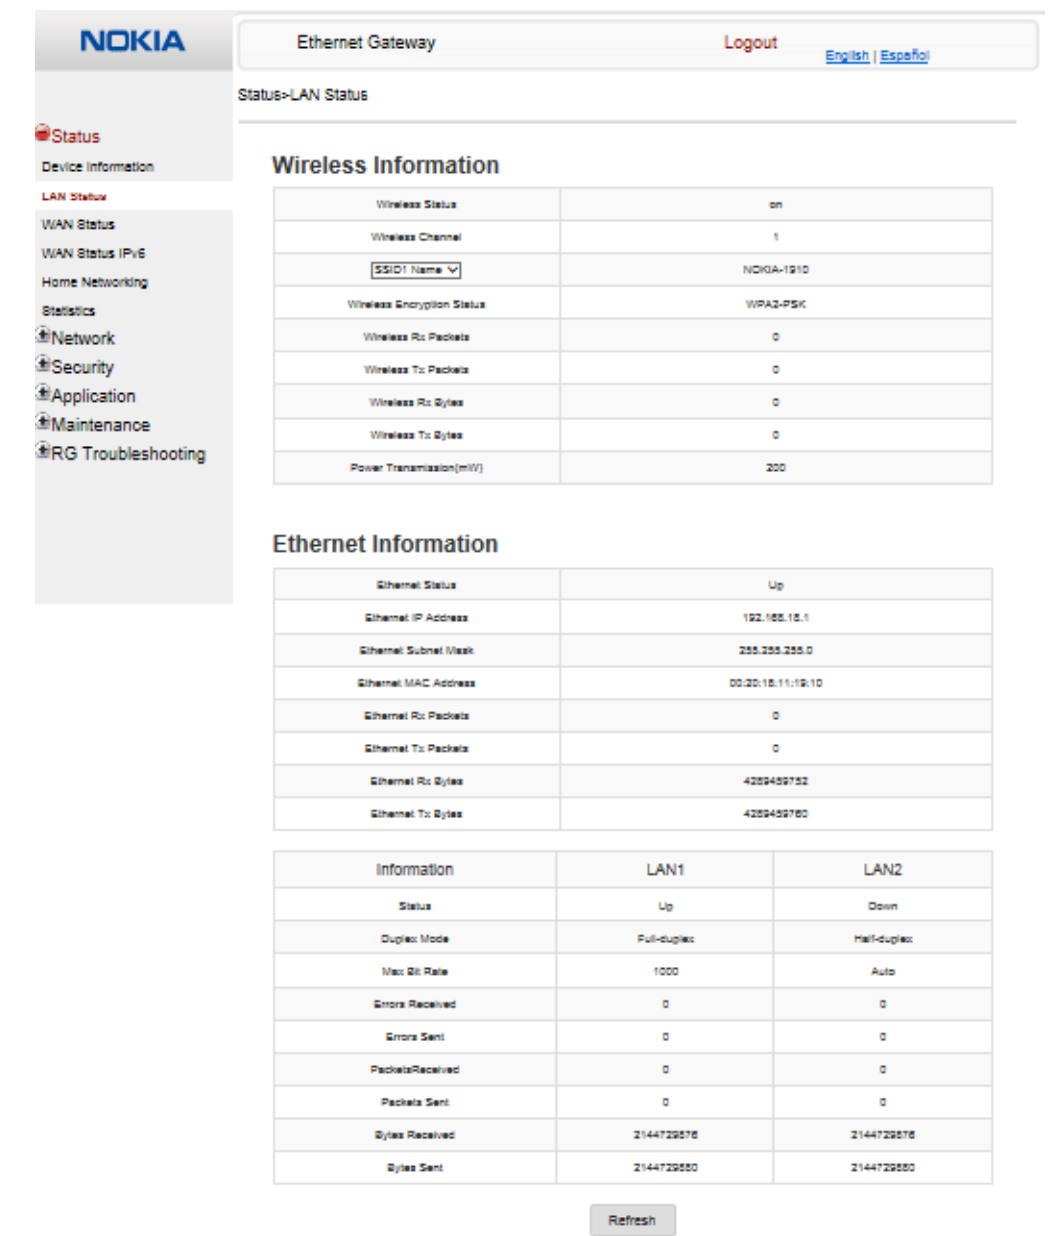 NOKIA
Ethernet Gateway
Logout
English | Español
Status>LAN Status
Status
Device Information
LAN Status
WAN Status
WAN Status IPv6
Home Networking
Statistics
Network
Security
Application
Maintenance
RG Troubleshooting
Wireless Information
Wireless Status on
Wireless Channel 1
SSID1 Name NOKIA-1910
Wireless Encryption Status WPA2-PSK
Wireless Rx Packets 0
Wireless Tx Packets 0
Wireless Rx Bytes 0
Wireless Tx Bytes 0
Power Transmission(mW) 200
Ethernet Information
Ethernet Status Up
Ethernet IP Address 192.168.18.1
Ethernet Subnet Mask 255.255.255.0
Ethernet MAC Address 00:20:18:11:19:10
Ethernet Rx Packets 0
Ethernet Tx Packets 0
Ethernet Rx Bytes
Ethernet Tx Bytes
Information LAN1 LAN2
Status Up Down
Duplex Mode Full-duplex Half-duplex
Max Bit Rate 1000 Auto
Errors Received 0 0
Errors Sent 0 0
PacketsReceived 0 0
Packets Sent 0 0
Bytes Received
Bytes Sent
Refresh